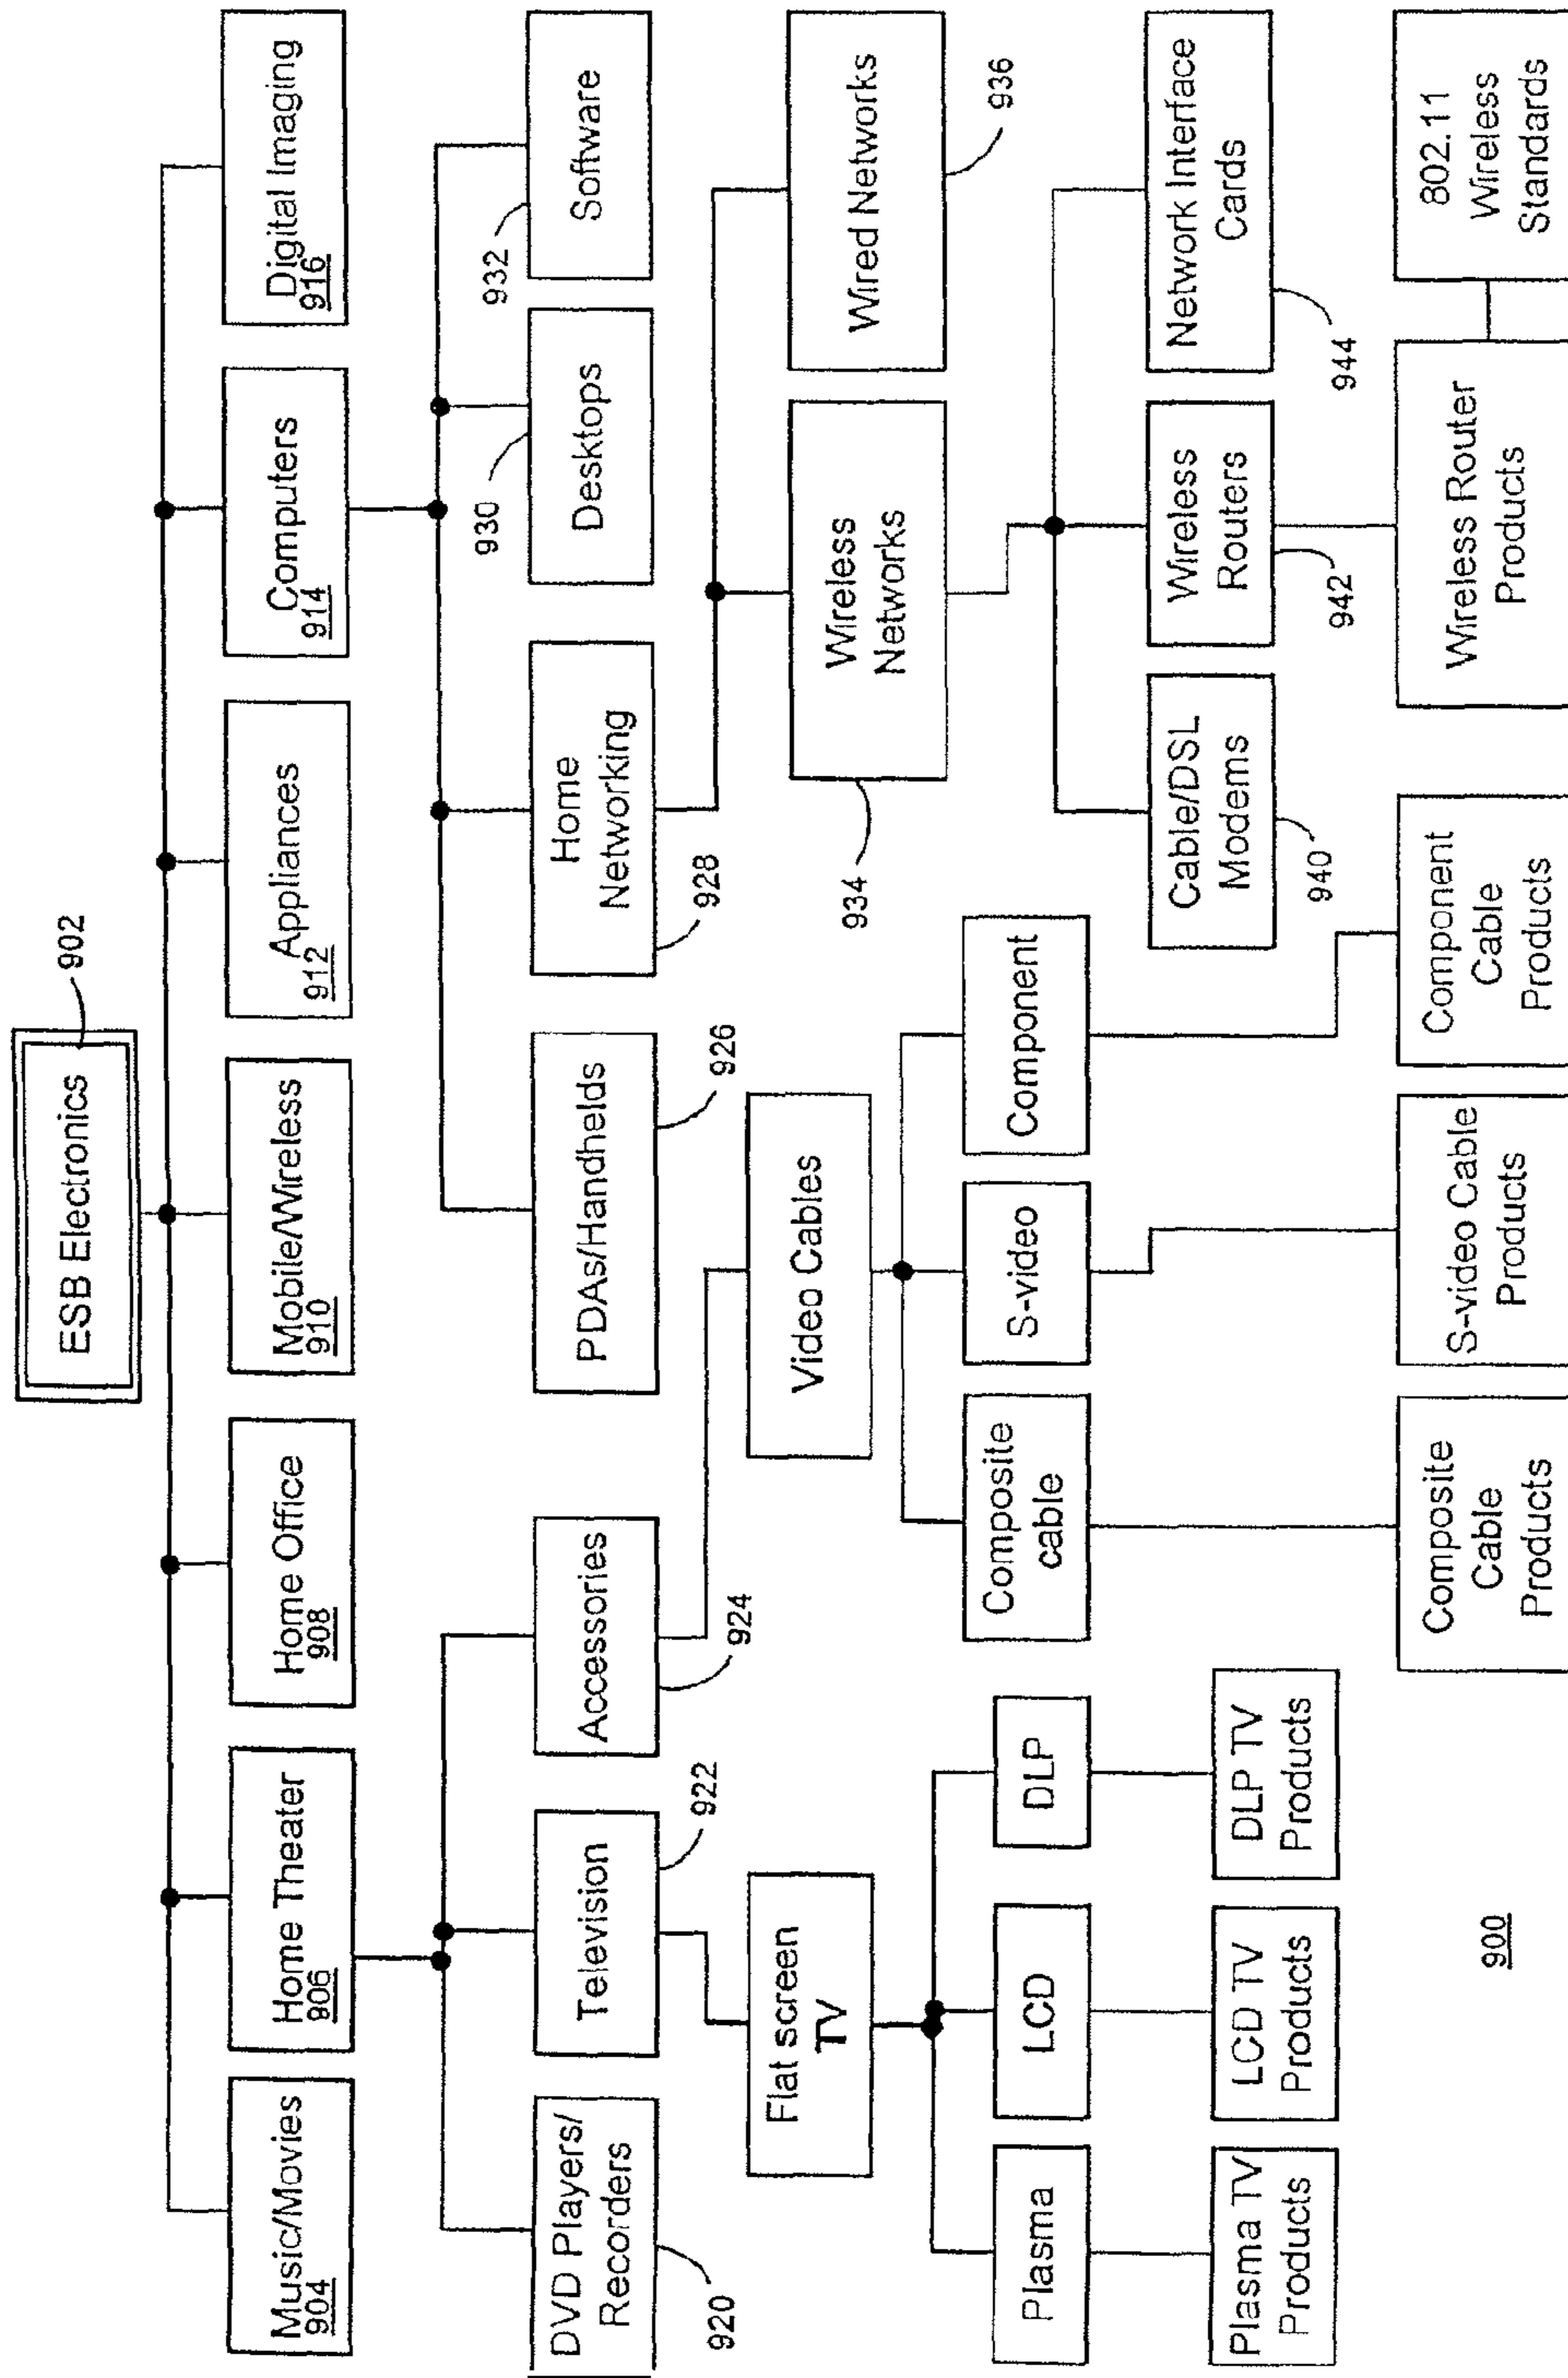 ESB Electronics
902
Music/Movies
904
Home Theater
906
Home Office
908
Mobile/Wireless
910
Appliances
912
Computers
914
Digital Imaging
916
DVD Players/
Recorders
920
Television
922
Accessories
924
PDAs/Handhelds
926
Home
Networking
928
Desktops
930
Software
932
Flat screen
TV
Video Cables
Wireless
Networks
934
Wired Networks
936
Plasma
LCD
DLP
Composite
cable
S-video
Component
Cable/DSL
Modems
940
Wireless
Routers
942
Network Interface
Cards
944
Plasma TV
Products
LCD TV
Products
DLP TV
Products
Composite
Cable
Products
S-video Cable
Products
Component
Cable
Products
Wireless Router
Products
802.11
Wireless
Standards
900